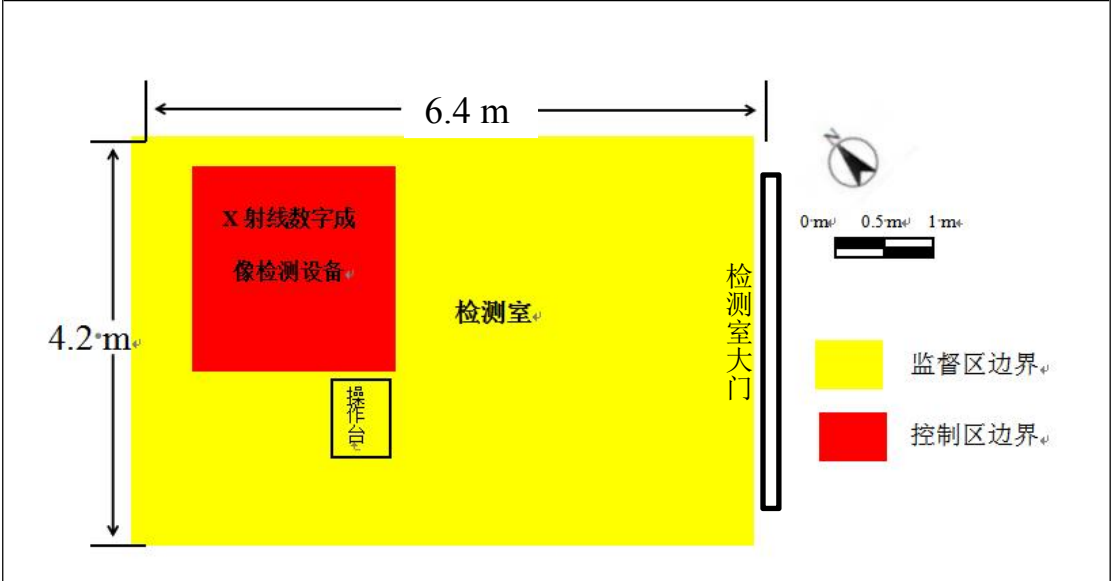 6.4 m
N
X 射线数字成
像检测设备
0 m 0.5 m 1 m
检测室大门
检测室
4.2 m
监督区边界
操作台
控制区边界